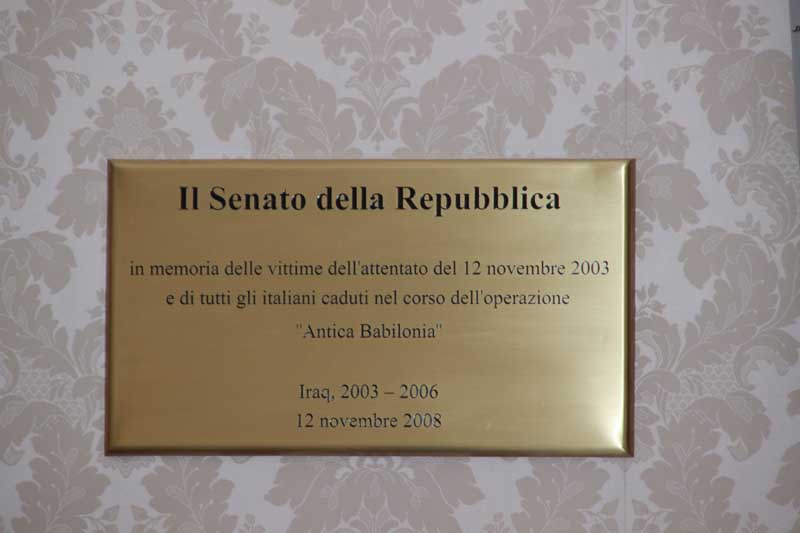 Il Senato della Repubblica
in memoria delle vittime dell'attentato del 12 novembre 2003
e di tutti gli italiani caduti nel corso dell'operazione
"Antica Babilonia"
Iraq, 2003 – 2006
12 novembre 2008